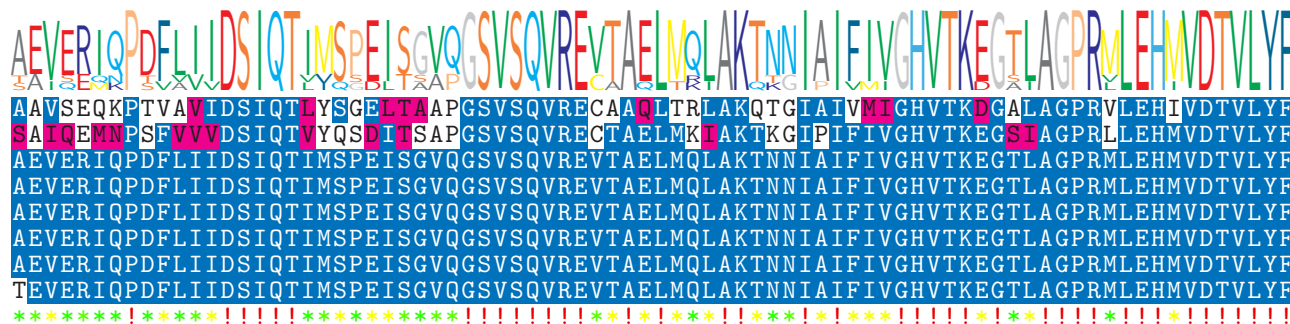 AEVERIQPDFLIIDSIQTIMSPEISGVQGSVSQVREVTAELMQLAKTNNIAIFIVGHVTKEGTLAGPRMLEHMVDTVLYF
AAVSEQKPTVAVIDSIQTLYSGELTAAPGSVSQVRECAAQLTRLAKQTGIAIVMIGHVTKDGALAGPRVLEHIVDTVLYF
SAIQEMNPSFVVVDSIQTVYQSDITSAPGSVSQVRECTAELMKIAKTKGIPIFIVGHVTKEGSIAGPRLLEHMVDTVLYF
AEVERIQPDFLIIDSIQTIMSPEISGVQGSVSQVREVTAELMQLAKTNNIAIFIVGHVTKEGTLAGPRMLEHMVDTVLYF
AEVERIQPDFLIIDSIQTIMSPEISGVQGSVSQVREVTAELMQLAKTNNIAIFIVGHVTKEGTLAGPRMLEHMVDTVLYF
AEVERIQPDFLIIDSIQTIMSPEISGVQGSVSQVREVTAELMQLAKTNNIAIFIVGHVTKEGTLAGPRMLEHMVDTVLYF
AEVERIQPDFLIIDSIQTIMSPEISGVQGSVSQVREVTAELMQLAKTNNIAIFIVGHVTKEGTLAGPRMLEHMVDTVLYF
AEVERIQPDFLIIDSIQTIMSPEISGVQGSVSQVREVTAELMQLAKTNNIAIFIVGHVTKEGTLAGPRMLEHMVDTVLYF
TEVERIQPDFLIIDSIQTIMSPEISGVQGSVSQVREVTAELMQLAKTNNIAIFIVGHVTKEGTLAGPRMLEHMVDTVLYF
*******!*****!!!!!**********!!!!!!!!**!*!***!!***!*!***!!!!!*!**!!!!*!!!*!!!!!!!